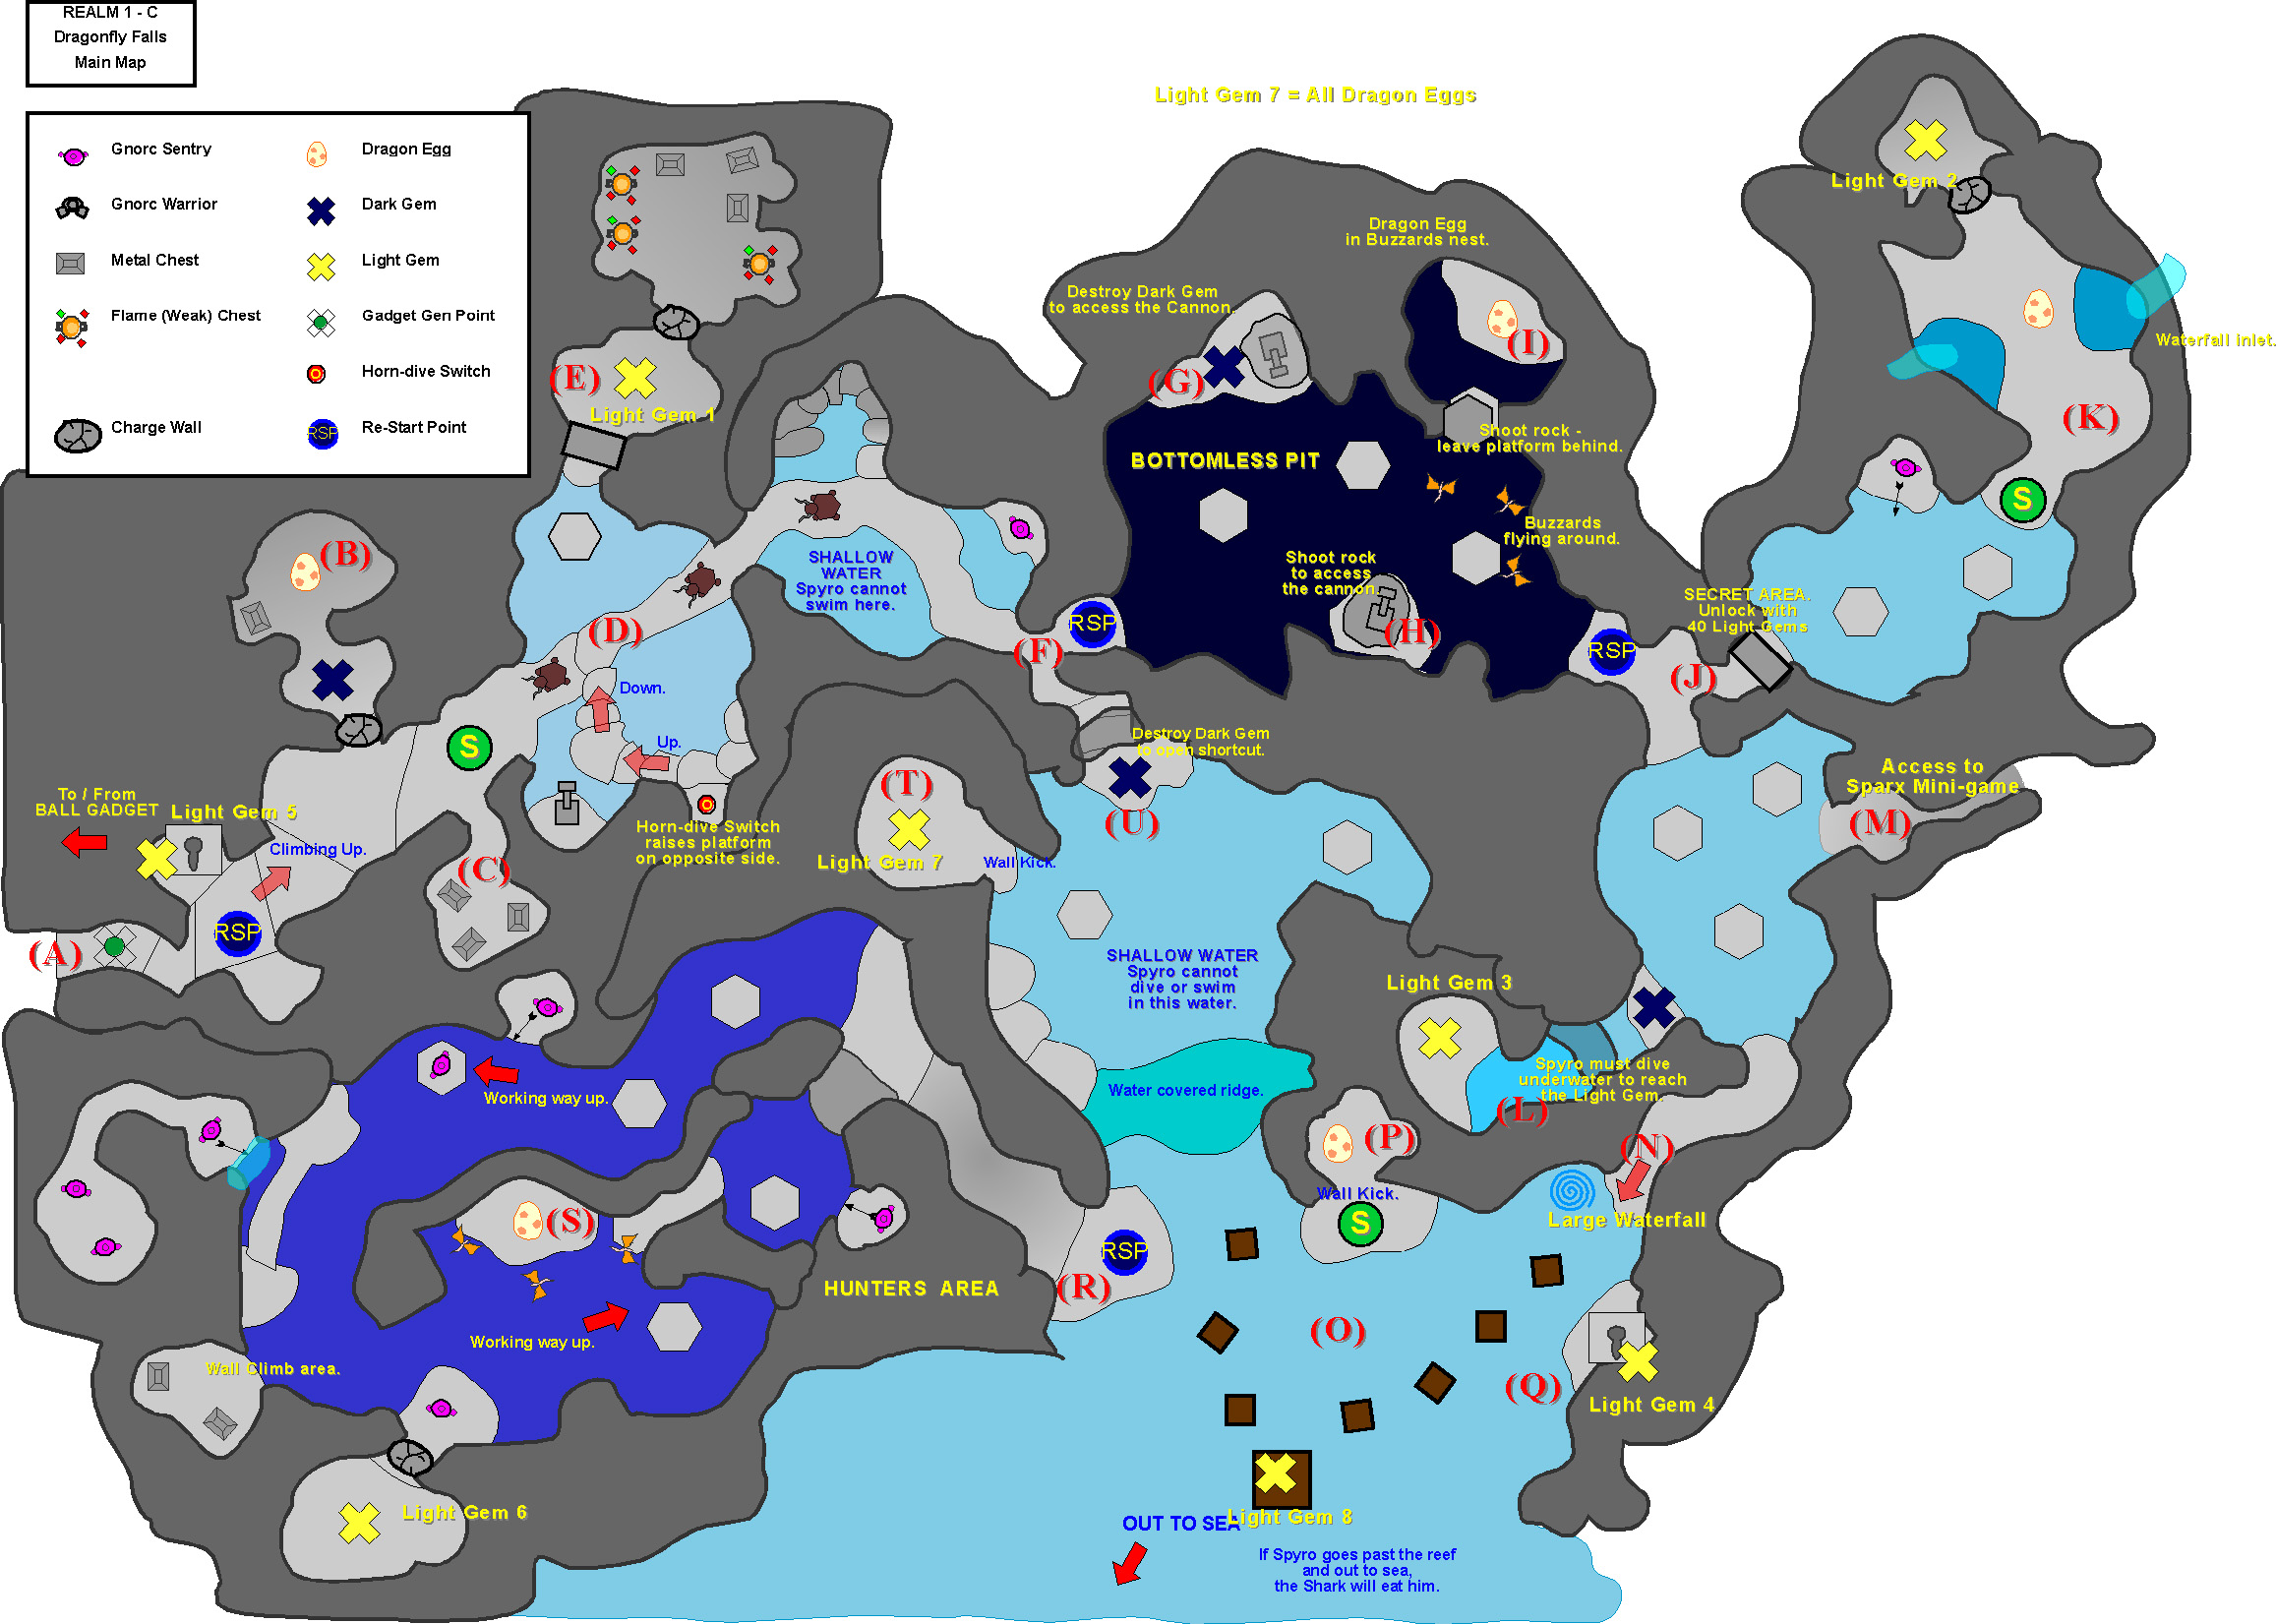 REALM 1 - C
Dragonfly Falls
Main Map
Gnorc Sentry
Dragon Egg
Gnorc Warrior
Dark Gem
Metal Chest
Light Gem
Flame (Weak) Chest
Gadget Gen Point
Horn-dive Switch
Charge Wall
RSP
Re-Start Point
Light Gem 7 = All Dragon Eggs
Light Gem 2
Dragon Egg
in Buzzards nest.
Destroy Dark Gem
to access the Cannon.
(I)
Waterfall inlet.
(E)
(G)
Light Gem 1
(K)
Shoot rock -
leave platform behind.
BOTTOMLESS PIT
S
Buzzards
flying around.
(B)
SHALLOW
WATER
Spyro cannot
swim here.
Shoot rock
to access
the cannon.
SECRET AREA.
Unlock with
40 Light Gems
(D)
RSP
(H)
(F)
RSP
(J)
Down.
S
Up.
Destroy Dark Gem
to open shortcut.
Access to
Sparx Mini-game
To / From
BALL GADGET
Light Gem 5
(T)
Horn-dive Switch
raises platform
on opposite side.
(U)
(M)
Climbing Up.
Light Gem 7
Wall Kick.
(C)
RSP
(A)
SHALLOW WATER
Spyro cannot
dive or swim
in this water.
Light Gem 3
Spyro must dive
underwater to reach
the Light Gem.
Working way up.
Water covered ridge.
(L)
(P)
(N)
Wall Kick.
(S)
S
Large Waterfall
RSP
(R)
HUNTERS AREA
Working way up.
(O)
Wall Climb area.
(Q)
Light Gem 4
Light Gem 6
Light Gem 8
OUT TO SEA
If Spyro goes past the reef
and out to sea,
the Shark will eat him.